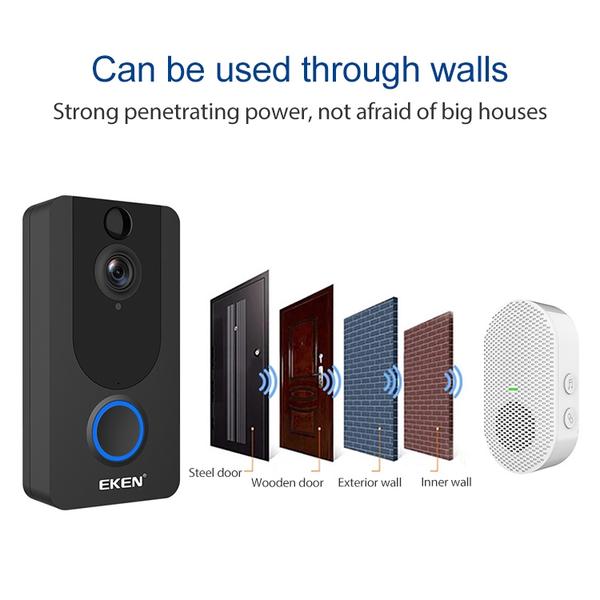 Can be used through walls
Strong penetrating power, not afraid of big houses
Steel door
Wooden door
Exterior wall
Inner wall
EKEN®